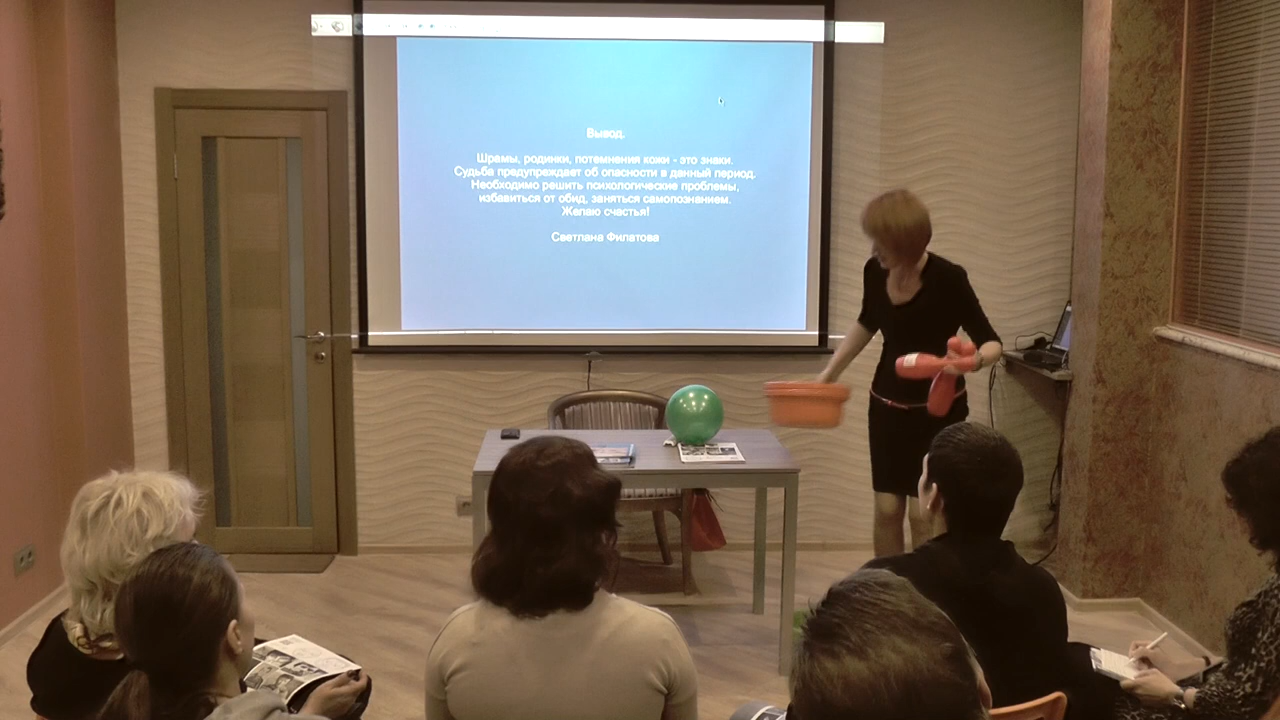 Вывод.
Шрамы, родинки, потемнения кожи - это знаки.
Судьба предупреждает об опасности в данный период.
Необходимо решить психологические проблемы,
избавиться от обид, заняться самопознанием.
Желаю счастья!
Светлана Филатова